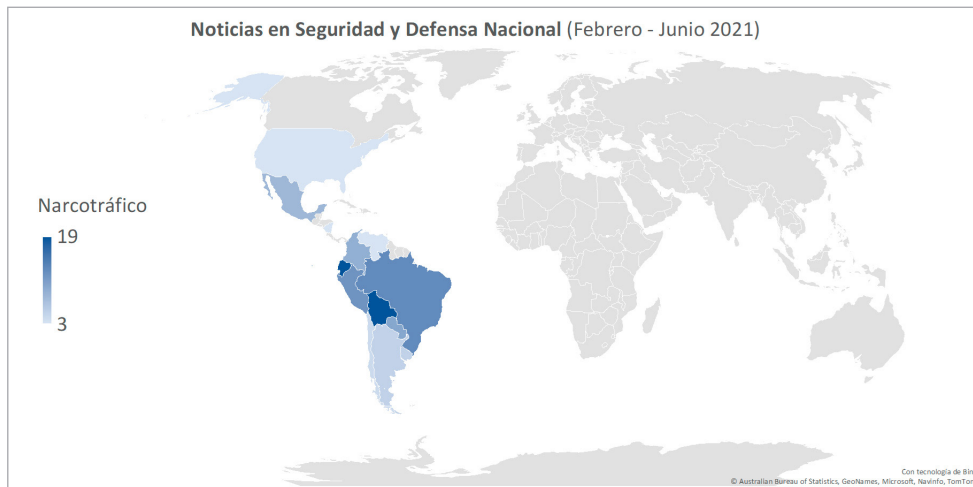 Noticias en Seguridad y Defensa Nacional (Febrero - Junio 2021)
Narcotráfico
19
3
Con tecnología de Bin
© Australian Bureau of Statistics, GeoNames, Microsoft, Navinfo, TomTom